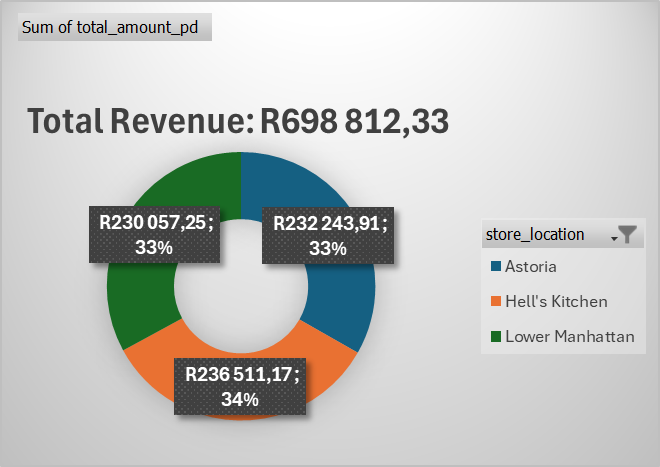 Sum of total_amount_pd
Total Revenue: R698 812,33
R230 057,25;
33%
R232 243,91;
33%
R236 511,17;
34%
store_location
Astoria
Hell's Kitchen
Lower Manhattan